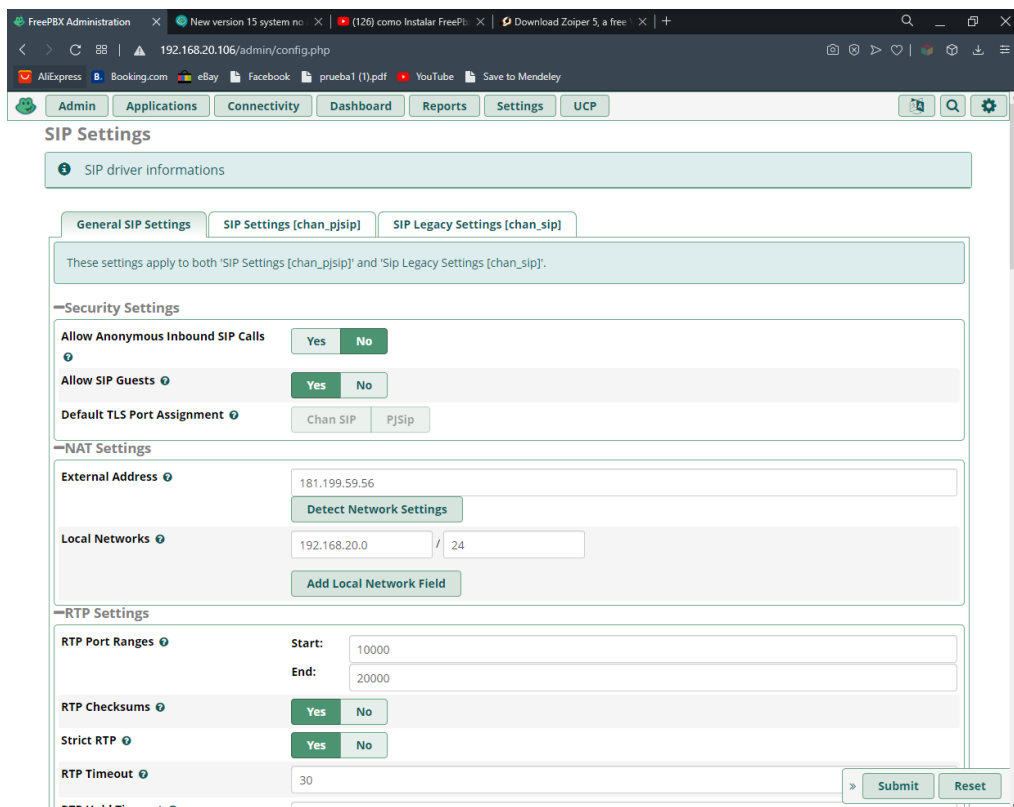 FreePBX Administration
New version 15 system no
(126) como Instalar FreePb
Download Zoiper 5, a free
192.168.20.106/admin/config.php
AliExpress
B. Booking.com
eBay
Facebook
prueba1 (1).pdf
YouTube
Save to Mendeley
Admin
Applications
Connectivity
Dashboard
Reports
Settings
UCP
SIP Settings
SIP driver informations
General SIP Settings
SIP Settings [chan_pjsip]
SIP Legacy Settings [chan_sip]
These settings apply to both 'SIP Settings [chan_pjsip]' and 'Sip Legacy Settings [chan_sip]'.
Security Settings
Allow Anonymous Inbound SIP Calls
Yes No
Allow SIP Guests
Yes No
Default TLS Port Assignment
Chan SIP PJSip
NAT Settings
External Address
181.199.59.56
Detect Network Settings
Local Networks
192.168.20.0 / 24
Add Local Network Field
RTP Settings
RTP Port Ranges
Start: 10000
End: 20000
RTP Checksums
Yes No
Strict RTP
Yes No
RTP Timeout
30
» Submit Reset